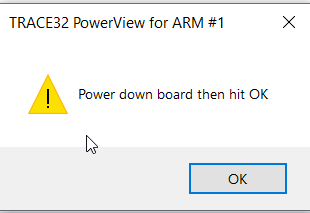 TRACE32 PowerView for ARM #1
Power down board then hit OK
OK